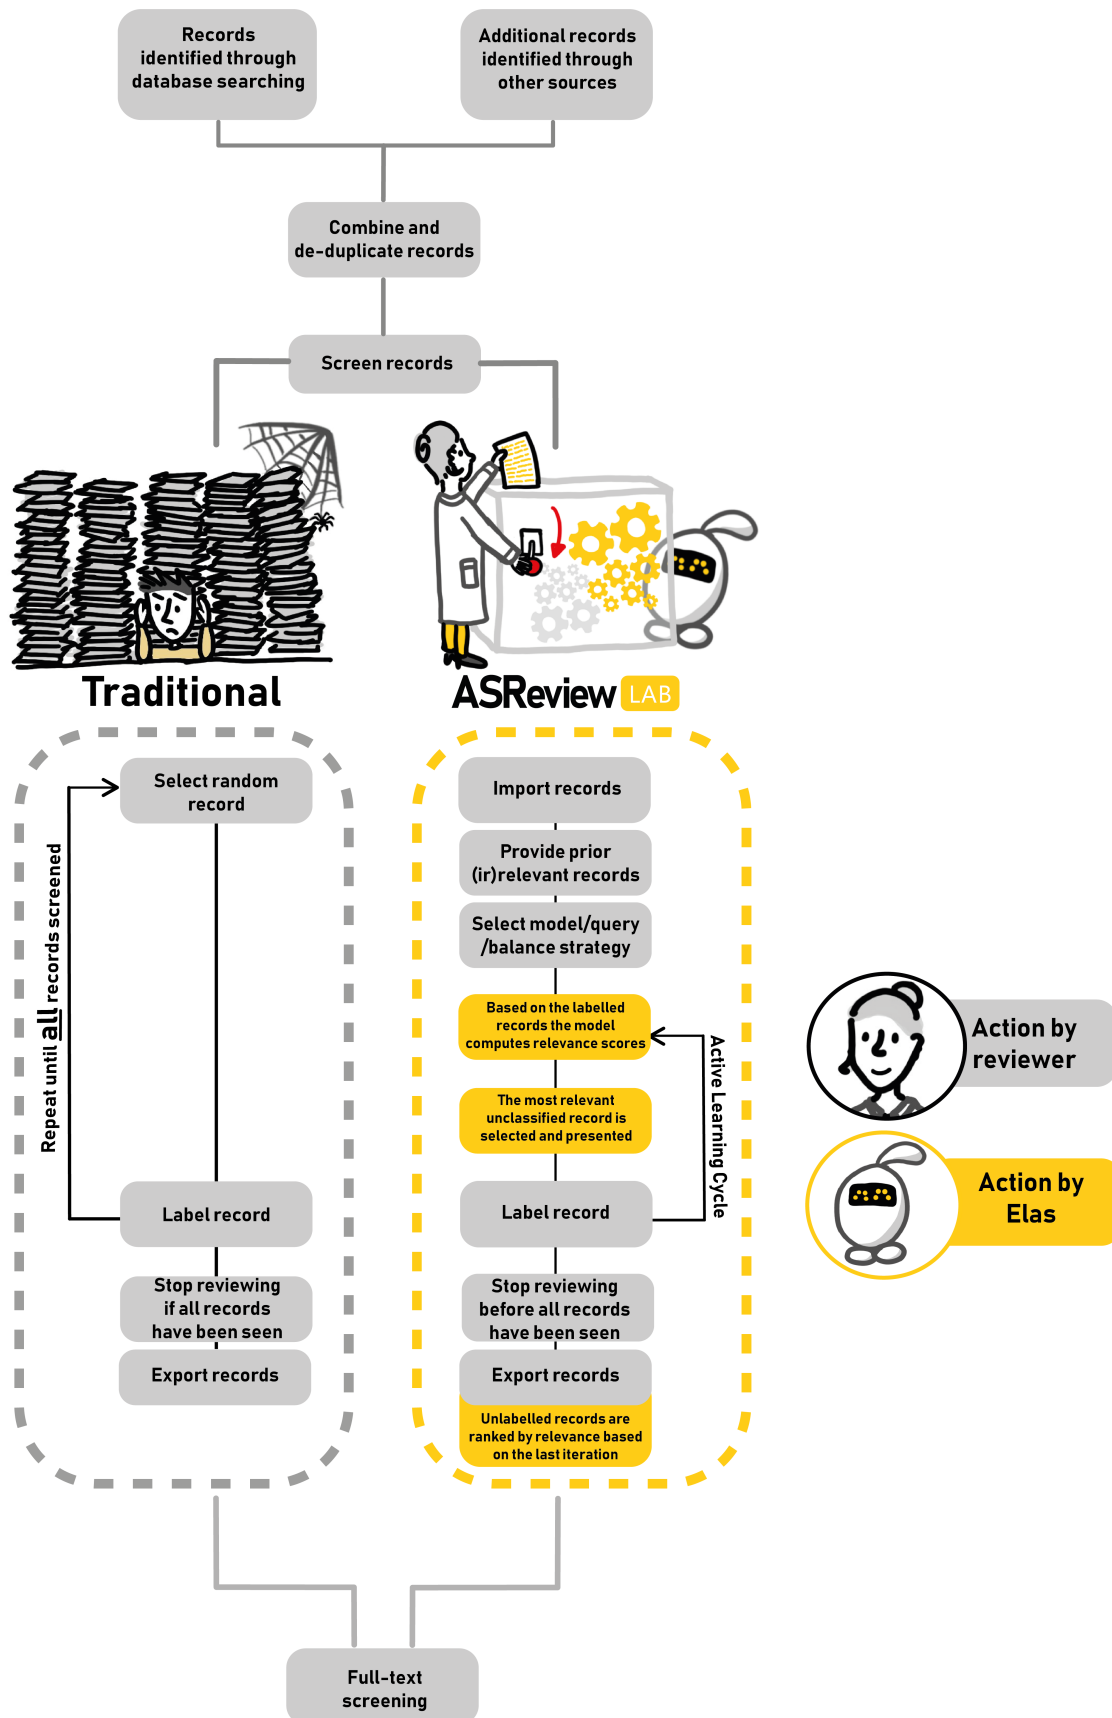 Records
identified through
database searching
Additional records
identified through
other sources
Combine and
de-duplicate records
Screen records
Traditional
ASReview LAB
Select random
record
Repeat until all records screened
Label record
Stop reviewing
if all records
have been seen
Export records
Import records
Provide prior
(ir)relevant records
Select model/query
/balance strategy
Based on the labelled
records the model
computes relevance scores
The most relevant
unclassified record is
selected and presented
Active Learning Cycle
Label record
Stop reviewing
before all records
have been seen
Export records
Unlabelled records are
ranked by relevance based
on the last iteration
Action by
reviewer
Action by
Elas
Full-text
screening